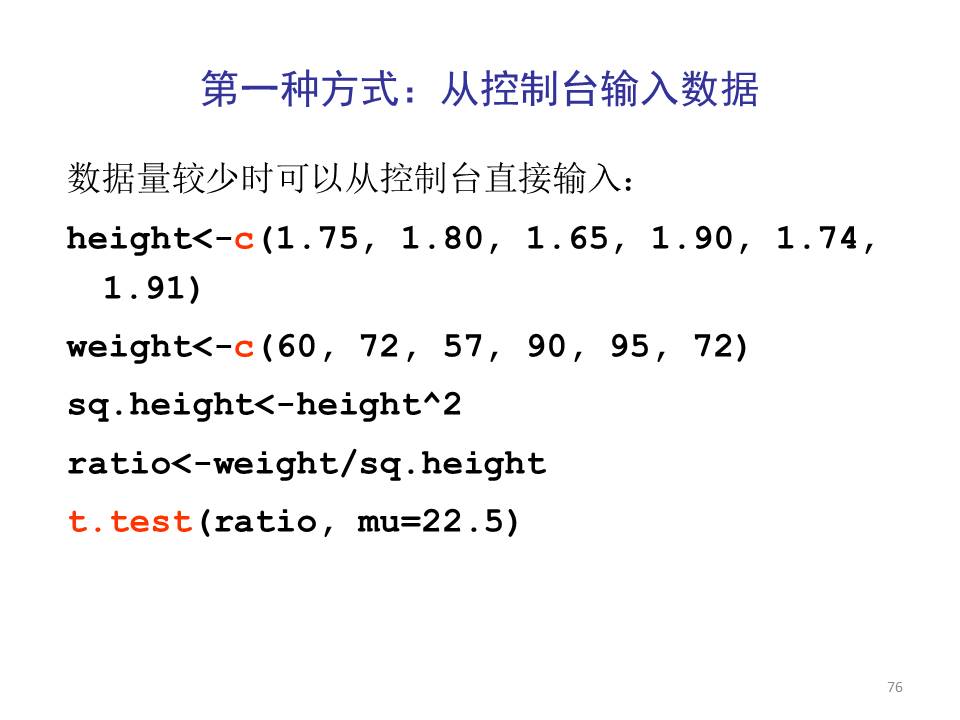 第一种方式：从控制台输入数据
数据量较少时可以从控制台直接输入：
height<-c(1.75, 1.80, 1.65, 1.90, 1.74,
1.91)
weight<-c(60, 72, 57, 90, 95, 72)
sq.height<-height^2
ratio<-weight/sq.height
t.test(ratio, mu=22.5)
76